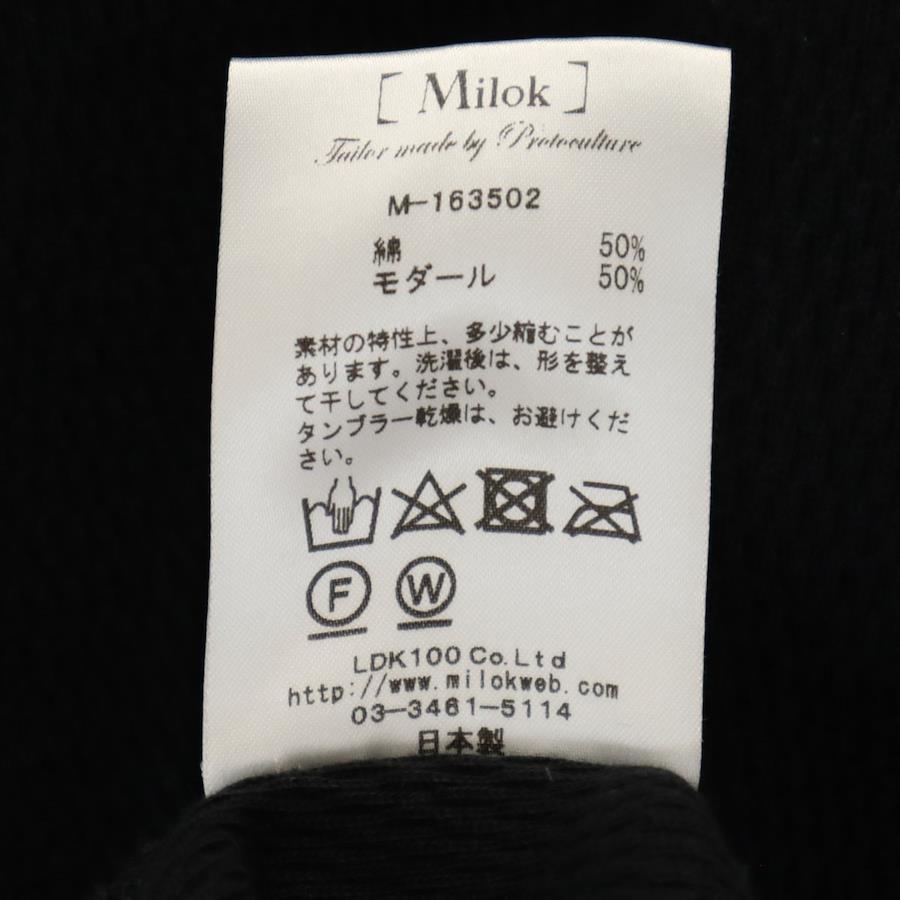 [ Milok ]
Tailor made by Protoculture
M-163502
綿 50%
モダール 50%
素材の特性上、多少縮むことが
あります。洗濯後は、形を整え
て干してください。
タンブラー乾燥は、お避けくだ
さい。
F W
LDK100 Co.Ltd
http://www.milokweb.com
03-3461-5114
日本製